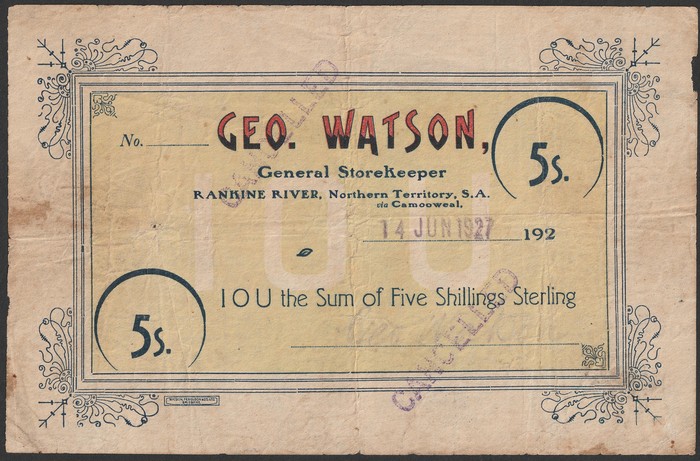 No.
GEO. WATSON,
5s.
General Storekeeper
RANKINE RIVER, Northern Territory, S.A.
via Camooweal,
14 JUN 1927
192
I O U
I O U the Sum of Five Shillings Sterling
5s.
CANCELLED
CANCELLED